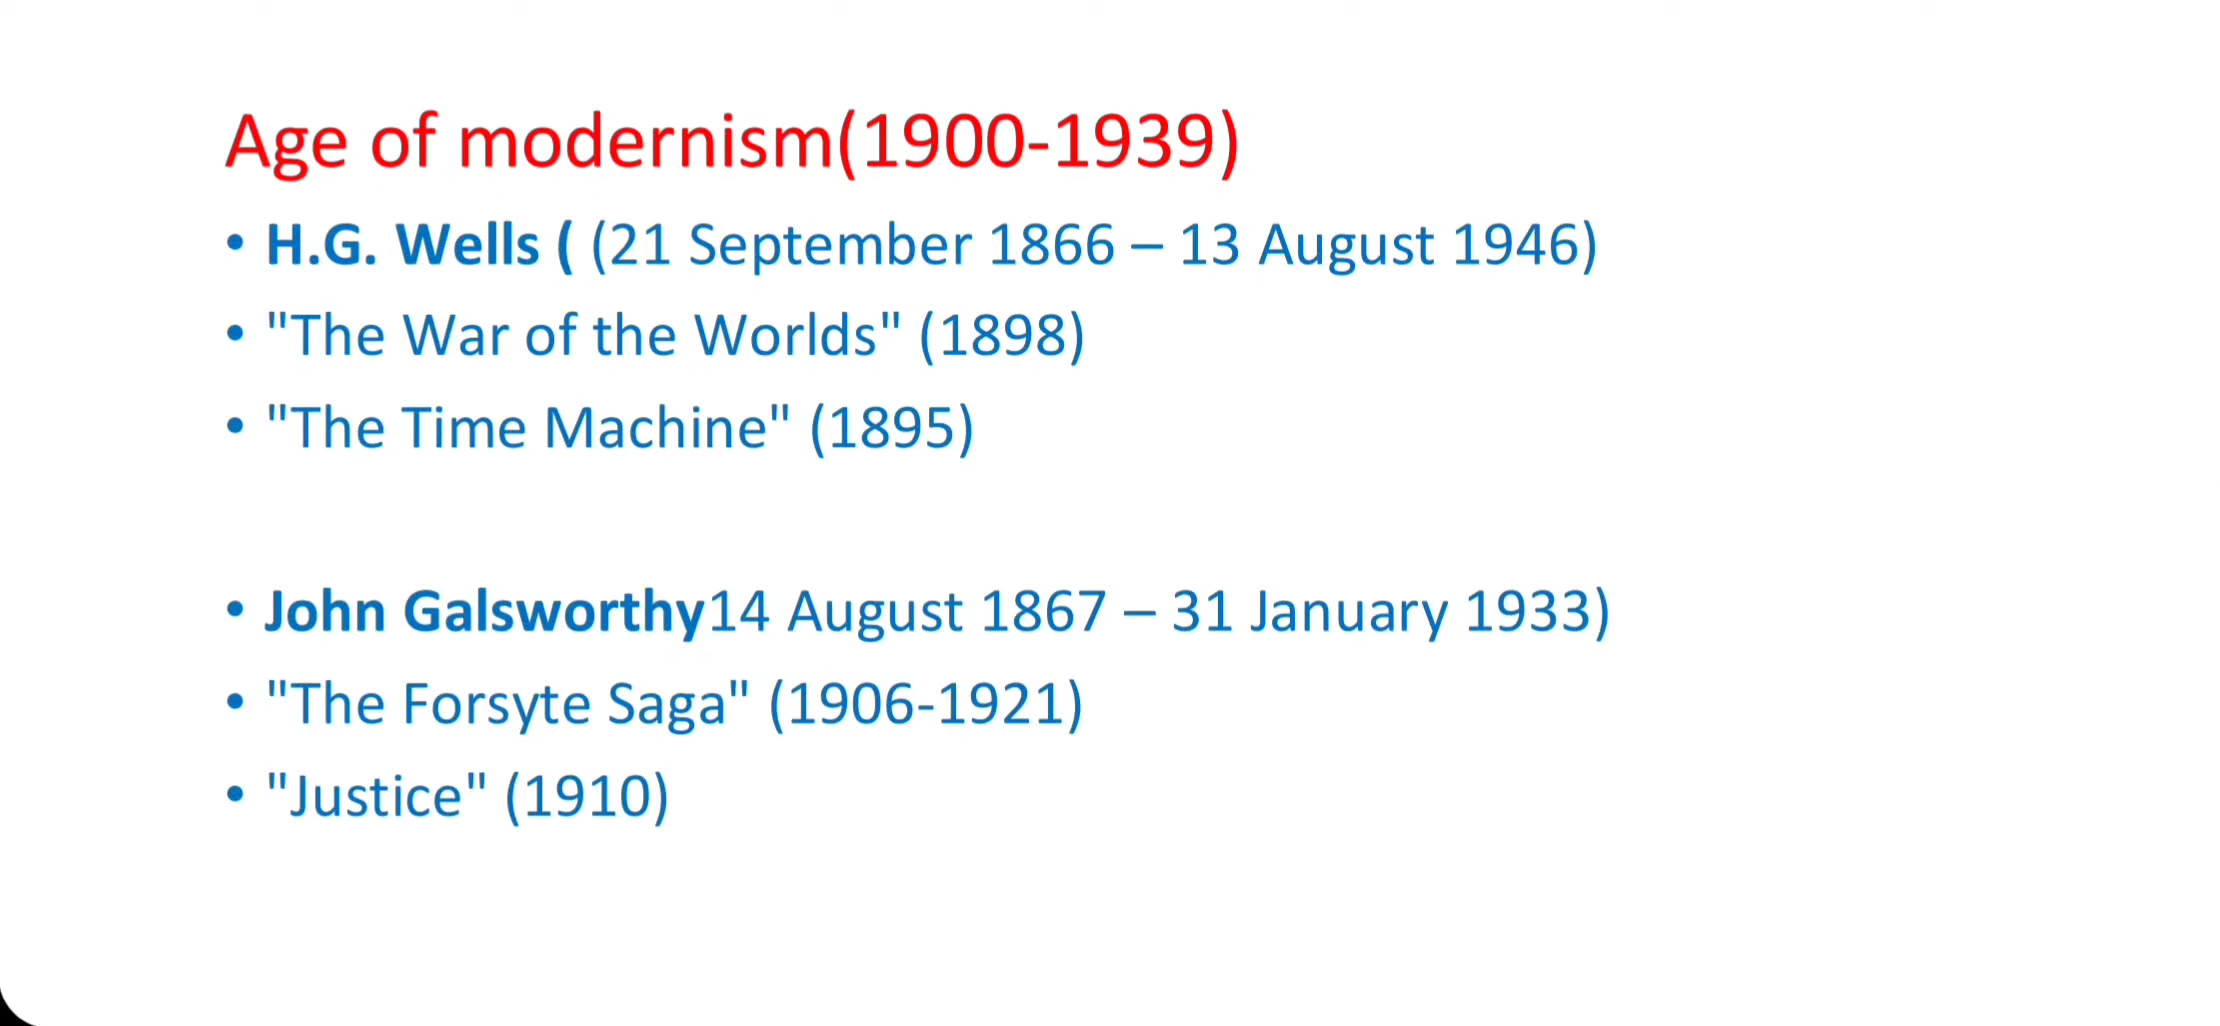 Age of modernism(1900-1939)
• H.G. Wells ( (21 September 1866 – 13 August 1946)
• "The War of the Worlds" (1898)
• "The Time Machine" (1895)
• John Galsworthy14 August 1867 – 31 January 1933)
• "The Forsyte Saga" (1906-1921)
• "Justice" (1910)